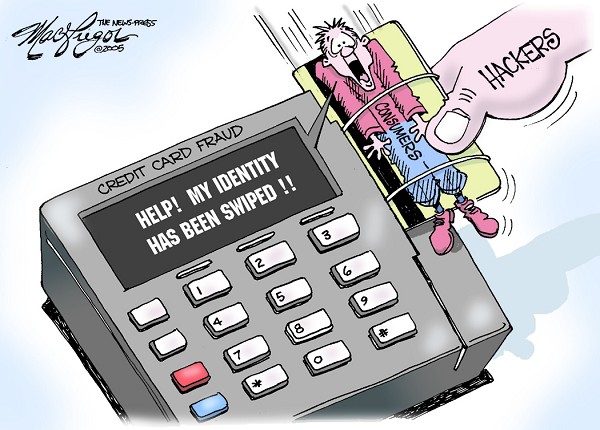 MacGregor
THE NEWS-PRESS
©2005
HACKERS
CONSUMERS
CREDIT CARD FRAUD
HELP! MY IDENTITY
HAS BEEN SWIPED !!
1 2 3
4 5 6
7 8 9
* 0 #